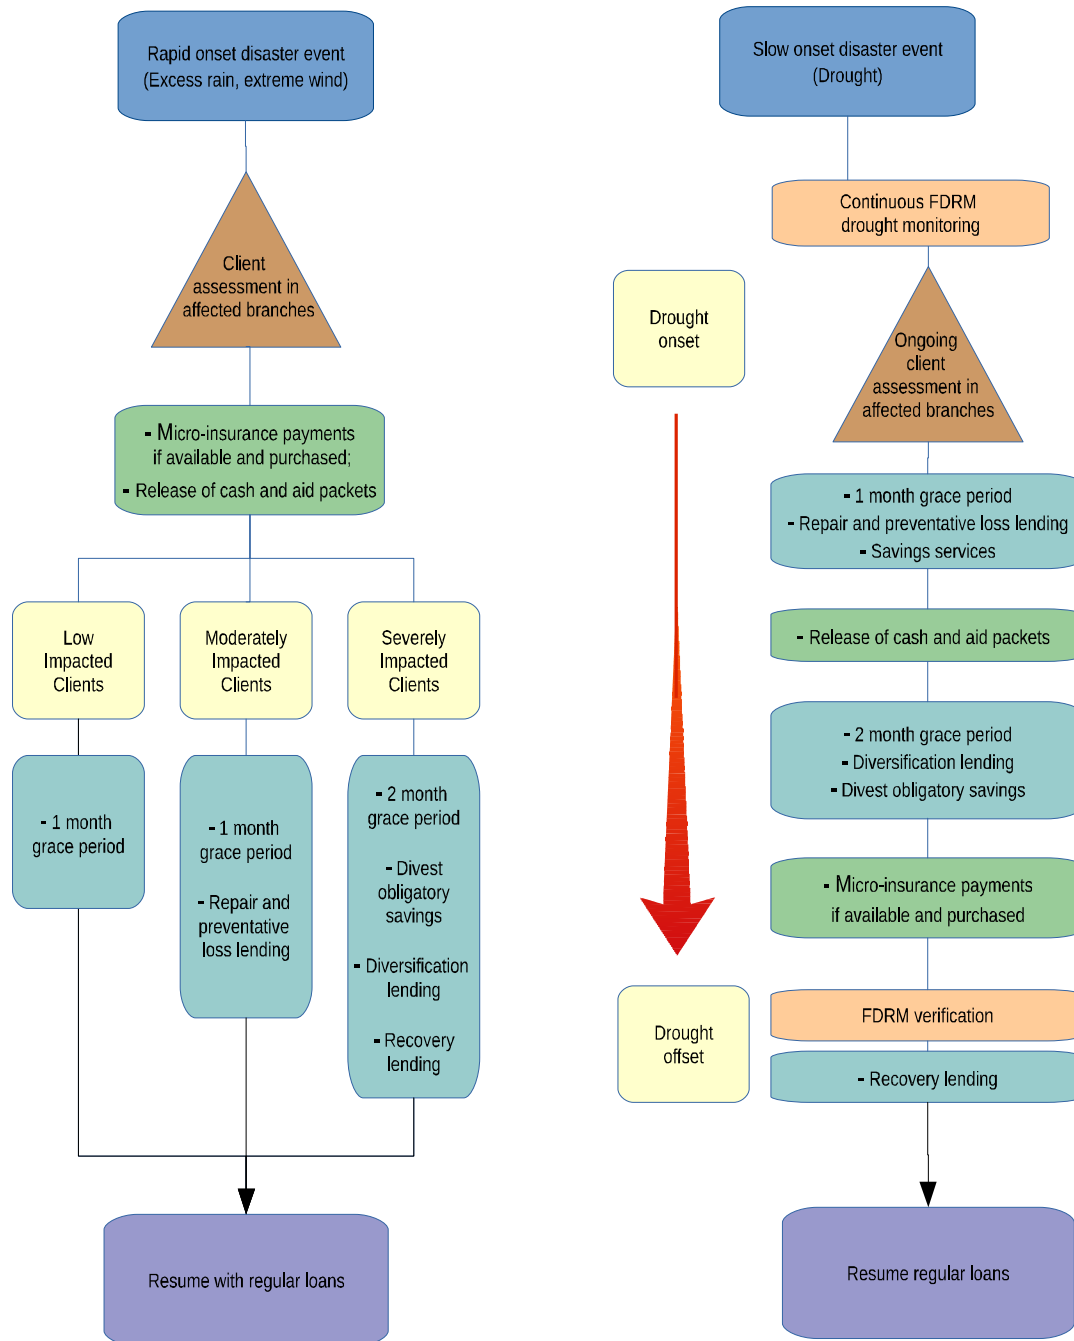 Rapid onset disaster event
(Excess rain, extreme wind)
Client
assessment in
affected branches
- Micro-insurance payments
if available and purchased;
- Release of cash and aid packets
Low
Impacted
Clients
Moderately
Impacted
Clients
Severely
Impacted
Clients
- 1 month
grace period
- 1 month
grace period
- Repair and
preventative
loss lending
- 2 month
grace period
- Divest
obligatory
savings
- Diversification
lending
- Recovery
lending
Resume with regular loans
Slow onset disaster event
(Drought)
Continuous FDRM
drought monitoring
Drought
onset
Ongoing
client
assessment in
affected branches
- 1 month grace period
- Repair and preventative loss lending
- Savings services
- Release of cash and aid packets
- 2 month grace period
- Diversification lending
- Divest obligatory savings
- Micro-insurance payments
if available and purchased
Drought
offset
FDRM verification
- Recovery lending
Resume regular loans